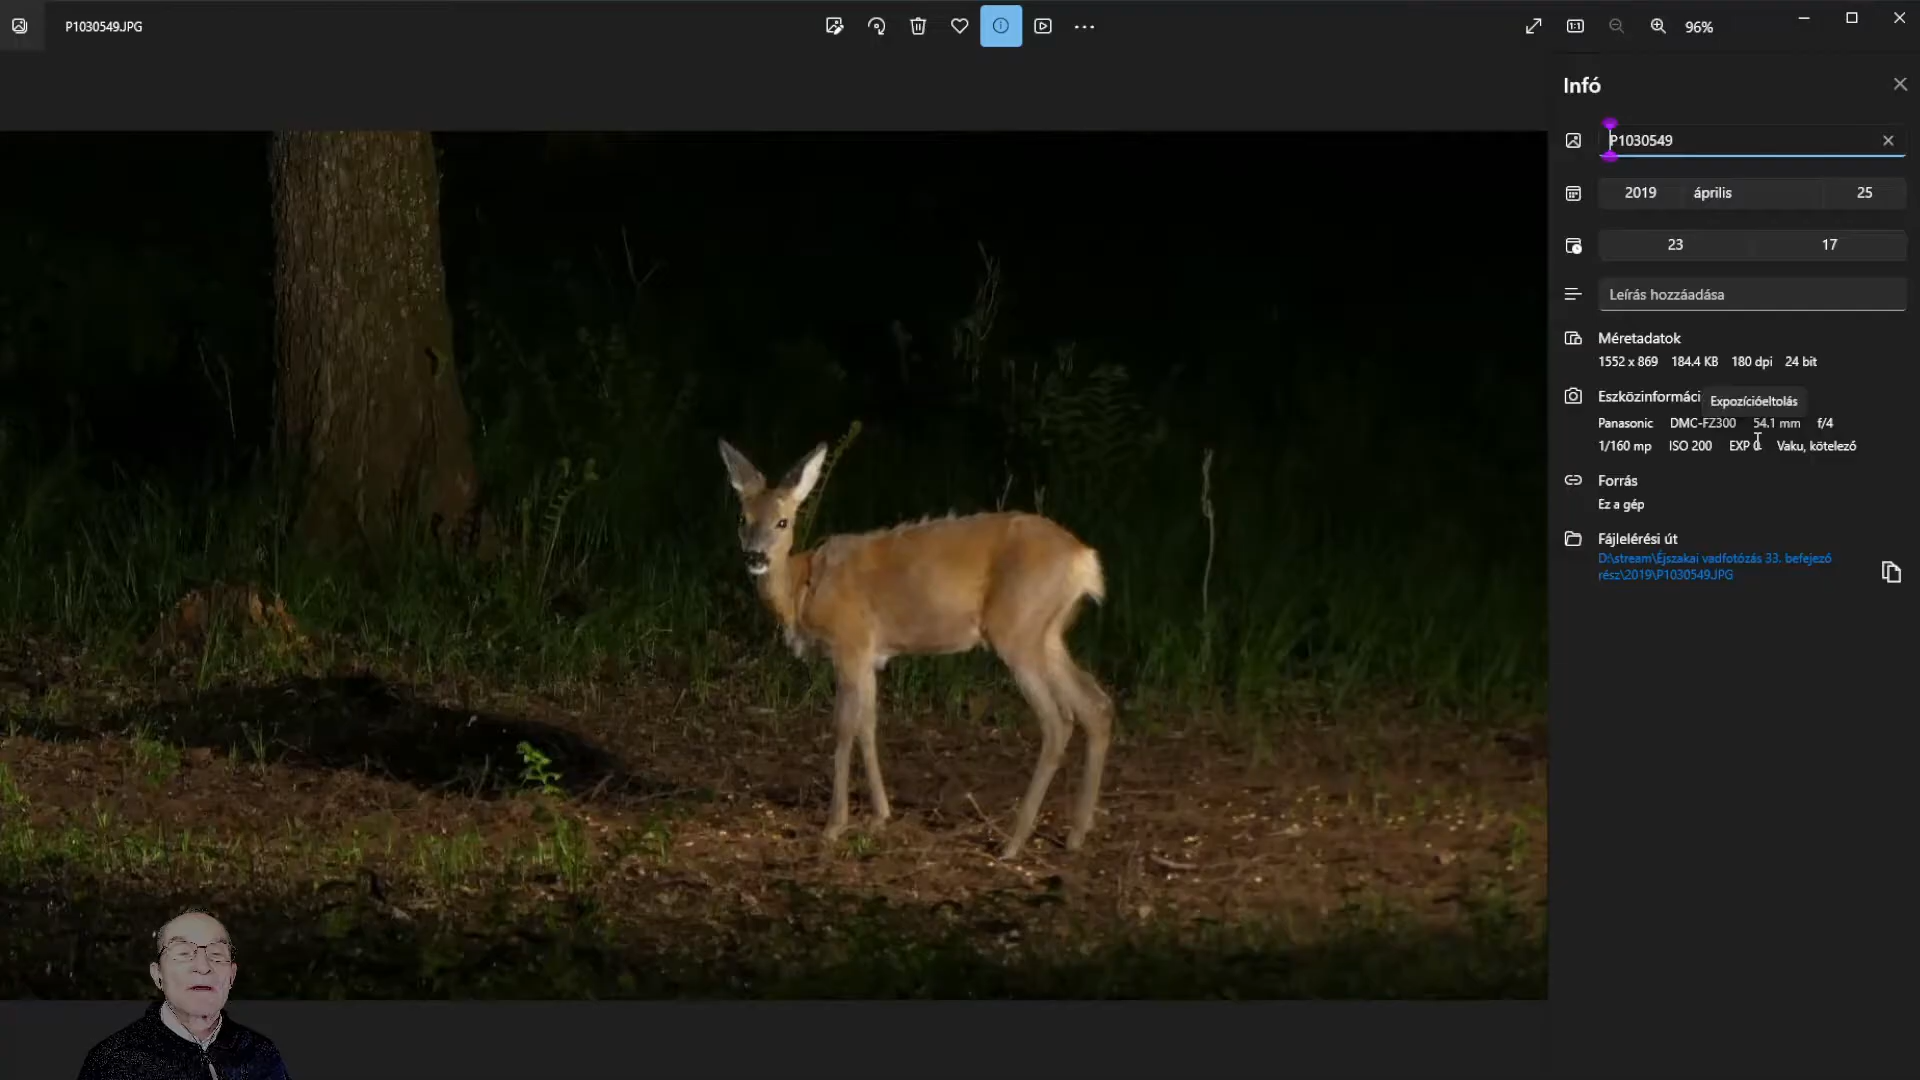 P1030549.JPG
96%
Infó
P1030549
2019 április 25
23 17
Leírás hozzáadása
Méretadatok
1552 x 869 184.4 KB 180 dpi 24 bit
Eszközinformáci
Expozícióeltolás
Panasonic DMC-FZ300 54.1 mm f/4
1/160 mp ISO 200 EXP 0 Vaku, kötelező
Forrás
Ez a gép
Fájlelérési út
D:\stream\Éjszakai vadfotózás 33. befejező
rész\2019\P1030549.JPG